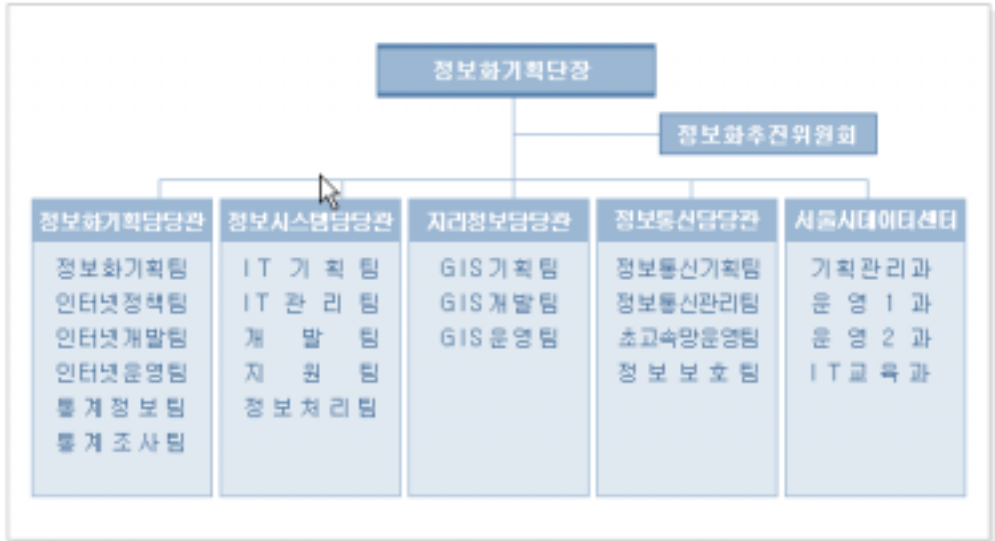 정보화기획단장
정보화추진위원회
정보화기획담당관
정보화기획팀
인터넷정책팀
인터넷개발팀
인터넷운영팀
통계정보팀
통계조사팀
정보시스템담당관
IT 기 획 팀
IT 관 리 팀
개 발 팀
지 원 팀
정보처리팀
지리정보담당관
GIS기획팀
GIS개발팀
GIS운영팀
정보통신담당관
정보통신기획팀
정보통신관리팀
초고속망운영팀
정보보호팀
서울시데이터센터
기획관리과
운 영 1 과
운 영 2 과
IT교육과